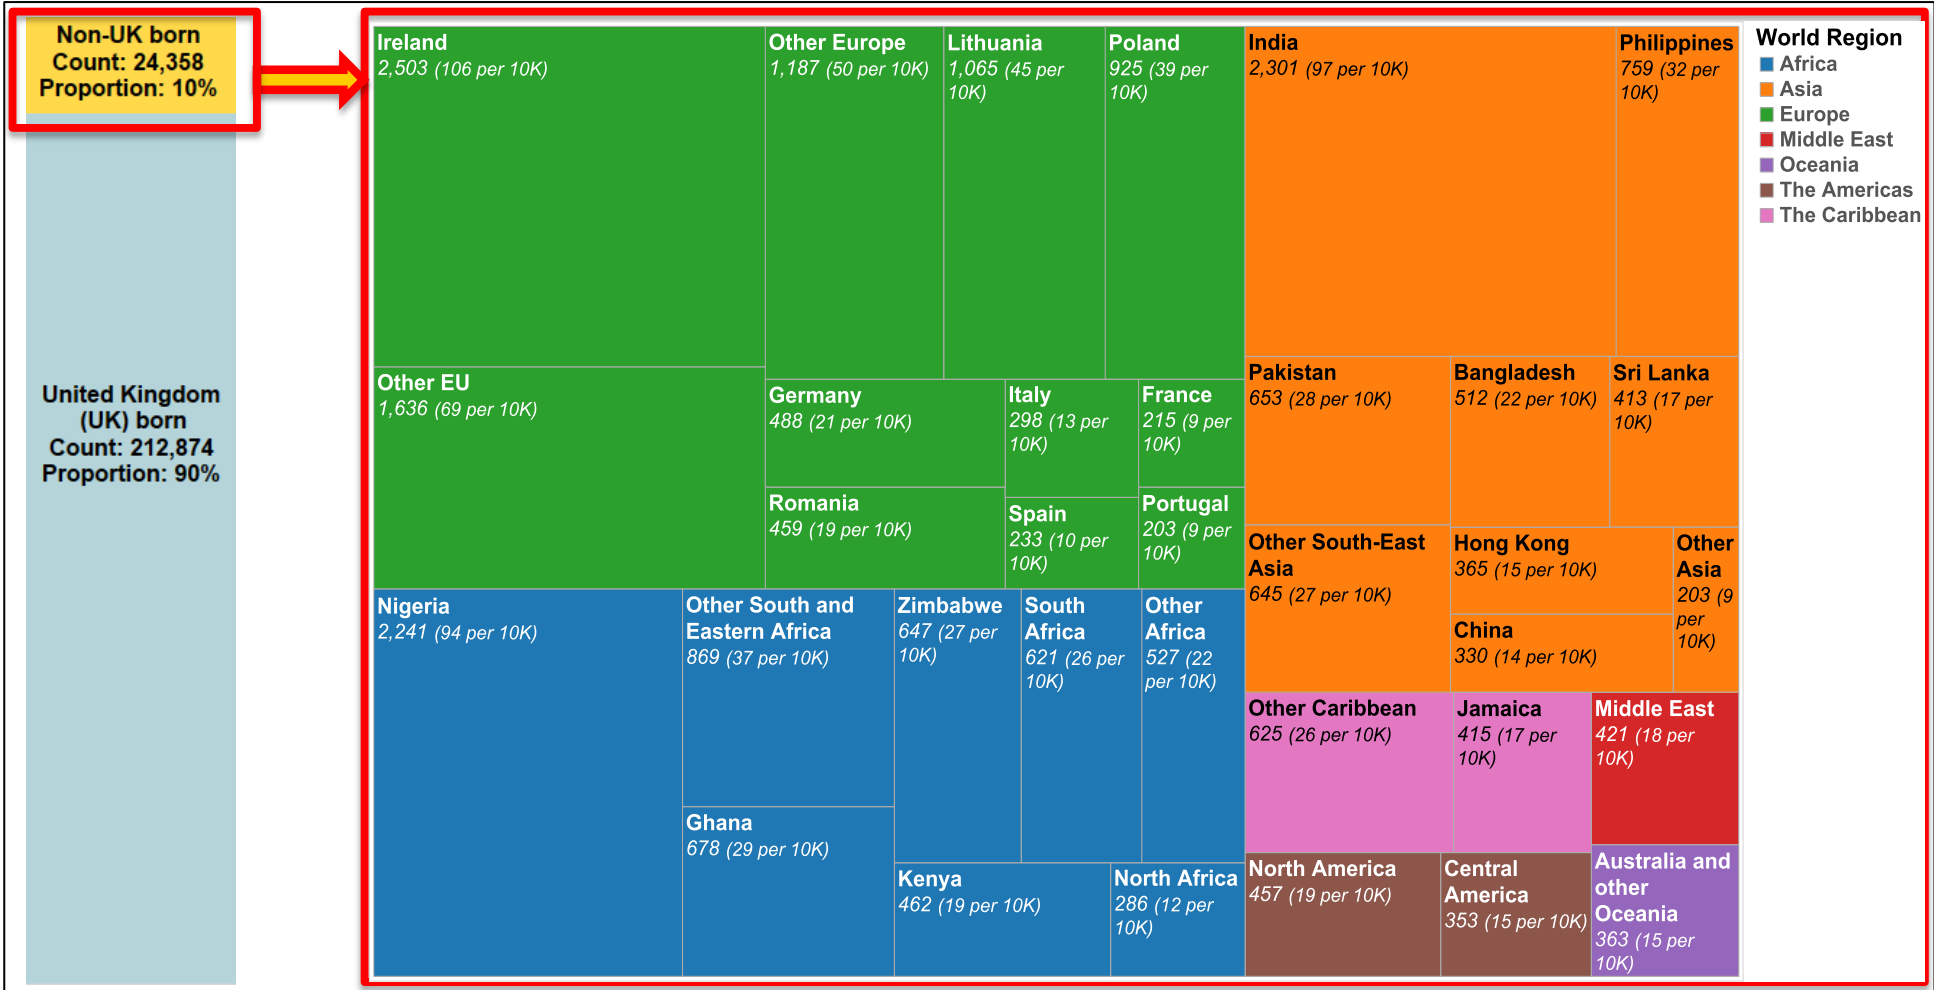 Non-UK born
Count: 24,358
Proportion: 10%
United Kingdom
(UK) born
Count: 212,874
Proportion: 90%
Ireland
2,503 (106 per 10K)
Other Europe
1,187 (50 per 10K)
Lithuania
1,065 (45 per
10K)
Poland
925 (39 per
10K)
Other EU
1,636 (69 per 10K)
Germany
488 (21 per 10K)
Italy
298 (13 per
10K)
France
215 (9 per
10K)
Romania
459 (19 per 10K)
Spain
233 (10 per
10K)
Portugal
203 (9 per
10K)
Nigeria
2,241 (94 per 10K)
Other South and
Eastern Africa
869 (37 per 10K)
Zimbabwe
647 (27 per
10K)
South
Africa
621 (26 per
10K)
Other
Africa
527 (22
per 10K)
Ghana
678 (29 per 10K)
Kenya
462 (19 per 10K)
North Africa
286 (12 per
10K)
India
2,301 (97 per 10K)
Philippines
759 (32 per
10K)
Pakistan
653 (28 per 10K)
Bangladesh
512 (22 per 10K)
Sri Lanka
413 (17 per
10K)
Other South-East
Asia
645 (27 per 10K)
Hong Kong
365 (15 per 10K)
Other
Asia
203 (9
per
10K)
China
330 (14 per 10K)
Other Caribbean
625 (26 per 10K)
Jamaica
415 (17 per
10K)
Middle East
421 (18 per
10K)
North America
457 (19 per 10K)
Central
America
353 (15 per 10K)
Australia and
other
Oceania
363 (15 per
10K)
World Region
Africa
Asia
Europe
Middle East
Oceania
The Americas
The Caribbean